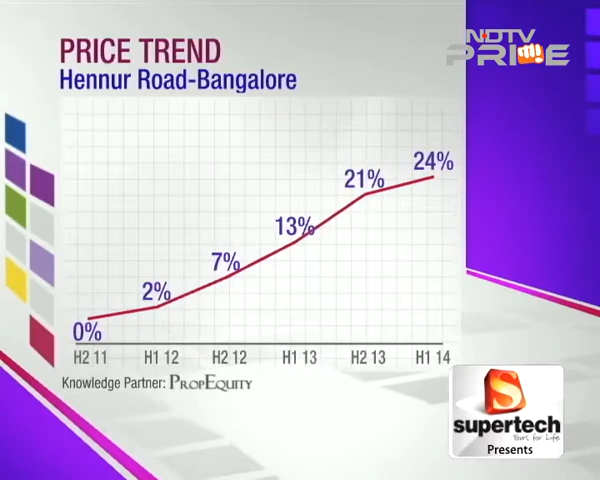 NDTV
PRIME
PRICE TREND
Hennur Road-Bangalore
24%
21%
13%
7%
2%
0%
H2 11 H1 12 H2 12 H1 13 H2 13 H1 14
Knowledge Partner: PROPEQUITY
S
supertech
Yours for Life.
Presents